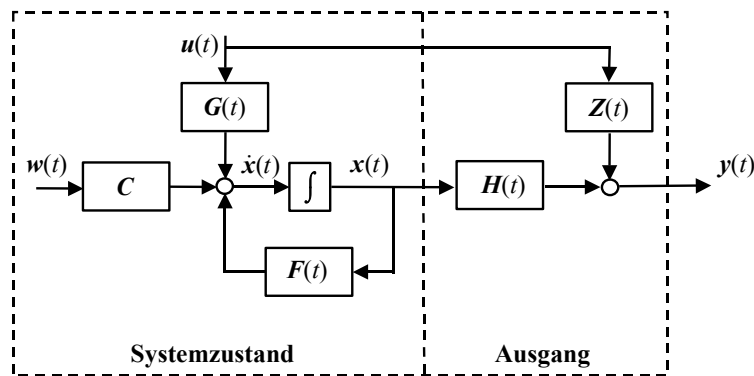 u(t)
G(t)
Z(t)
w(t)
C
ẋ(t)
∫
x(t)
H(t)
y(t)
F(t)
Systemzustand
Ausgang